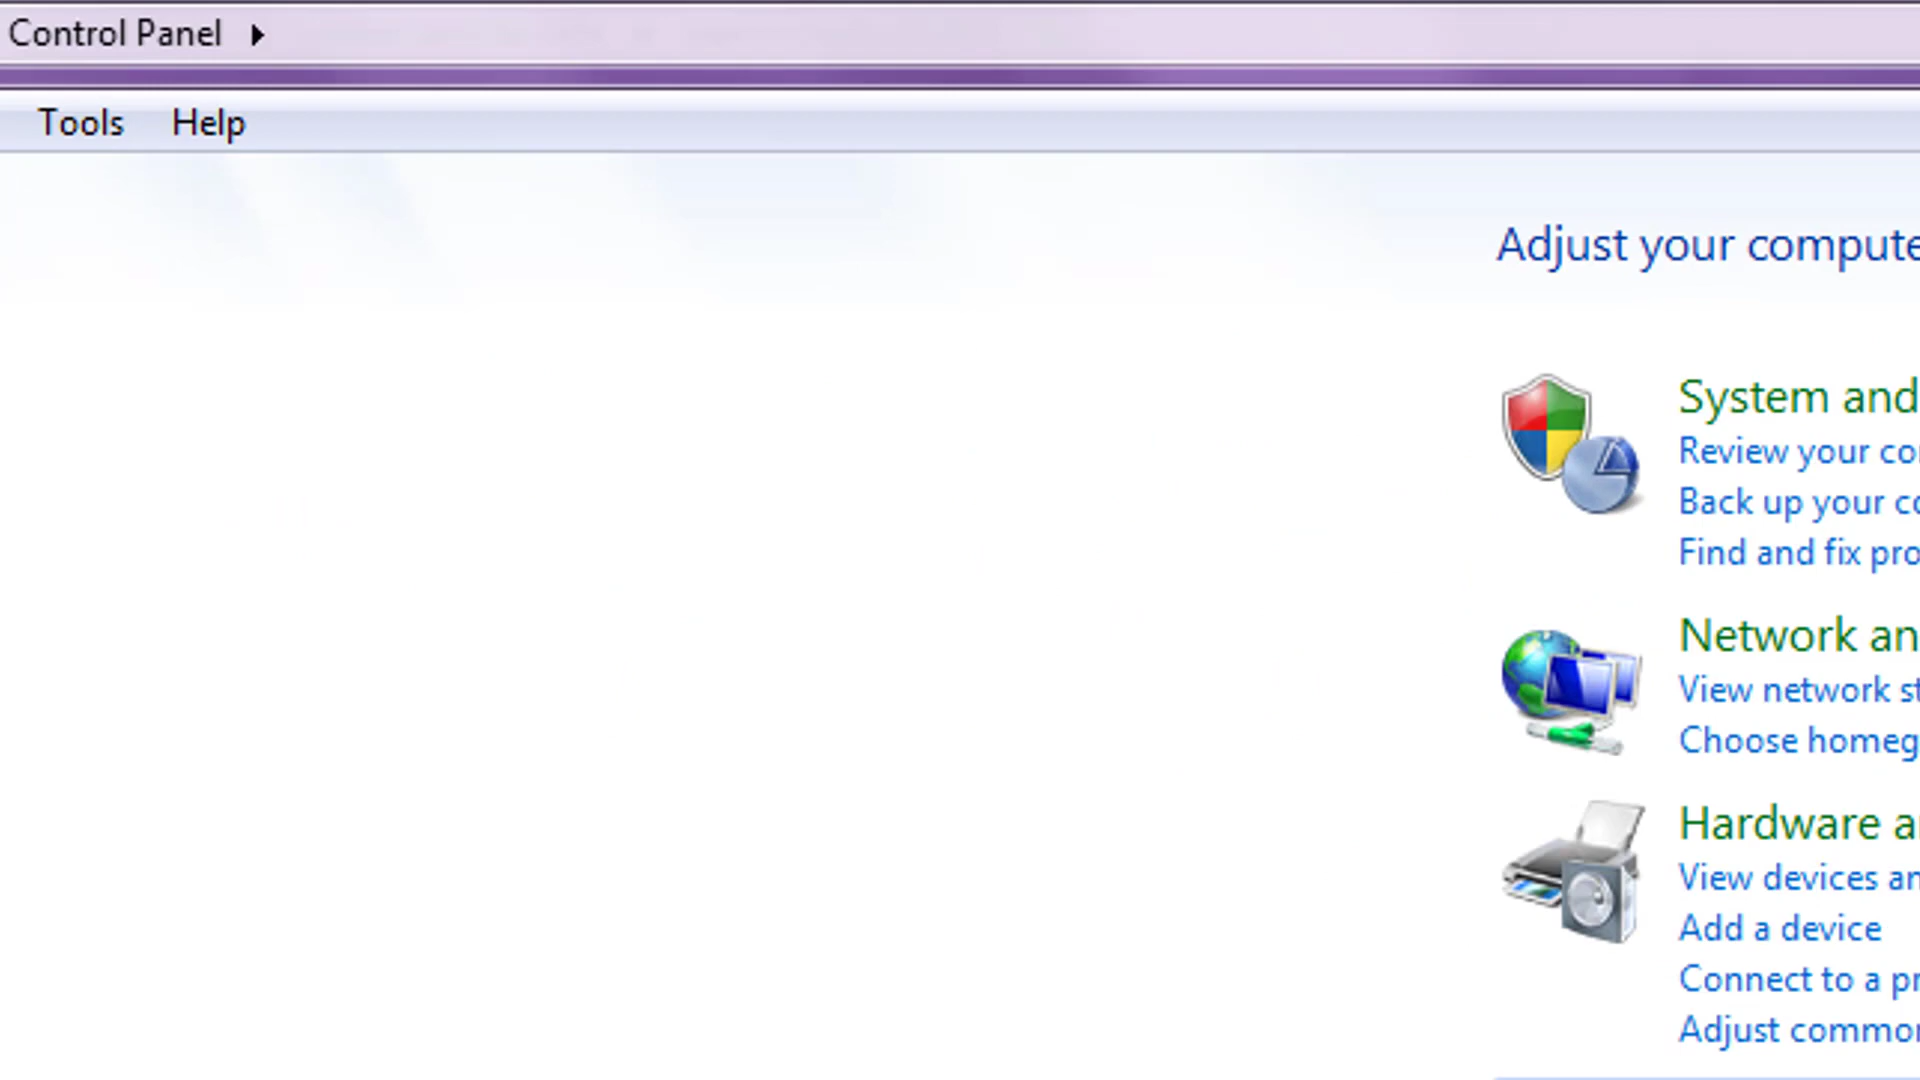 Control Panel
Tools Help
Adjust your compute
System and
Review your co
Back up your co
Find and fix pro
Network an
View network st
Choose homeg
Hardware a
View devices an
Add a device
Connect to a pr
Adjust commo